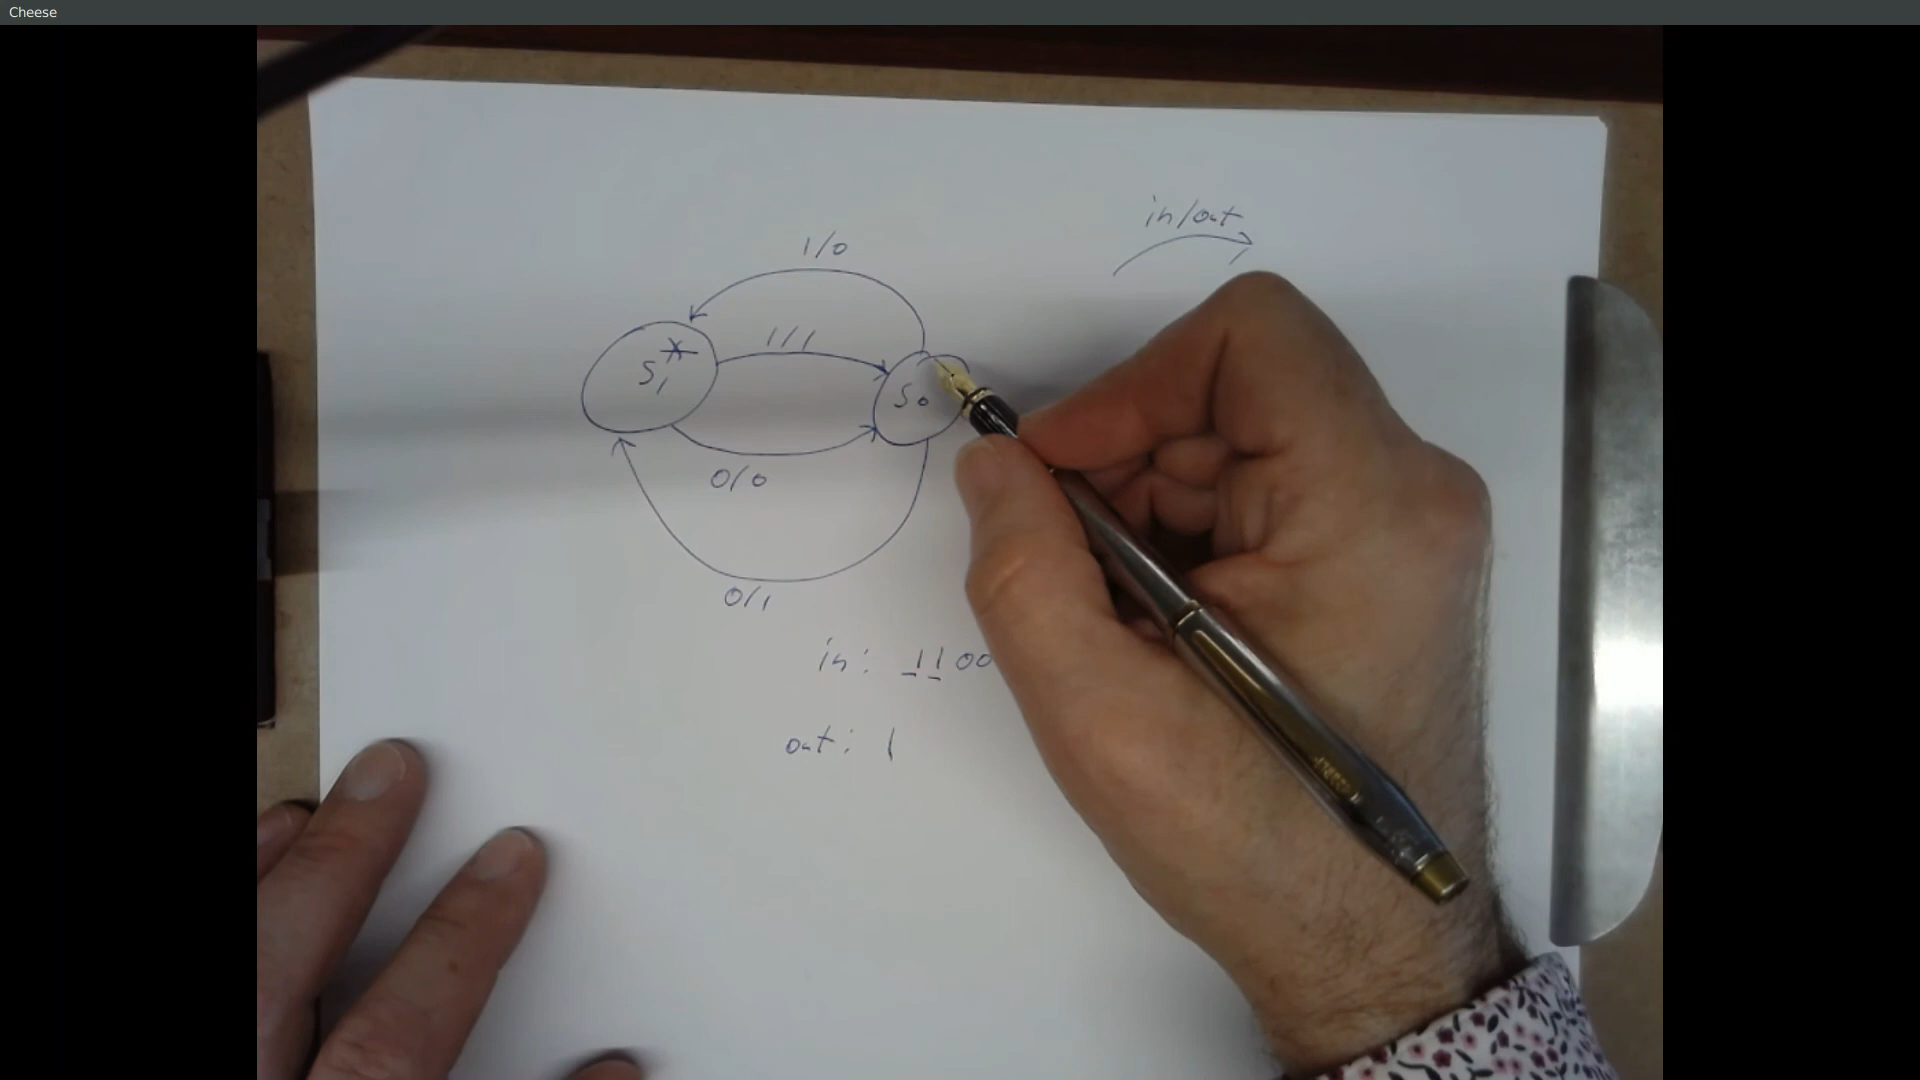 Cheese
in/out
1/0
1/1
S1*
S0
0/0
0/1
in: 1100
out: 1